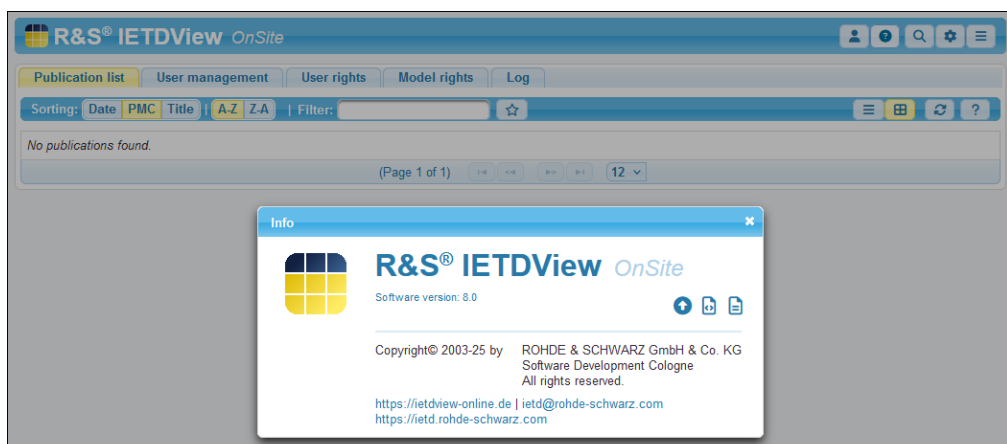 R&S® IETDView OnSite
Publication list User management User rights Model rights Log
Sorting: Date PMC Title | A-Z Z-A | Filter:
No publications found.
(Page 1 of 1) 12
Info
R&S® IETDView OnSite
Software version: 8.0
Copyright© 2003-25 by ROHDE & SCHWARZ GmbH & Co. KG
Software Development Cologne
All rights reserved.
https://ietdview-online.de | ietd@rohde-schwarz.com
https://ietd.rohde-schwarz.com